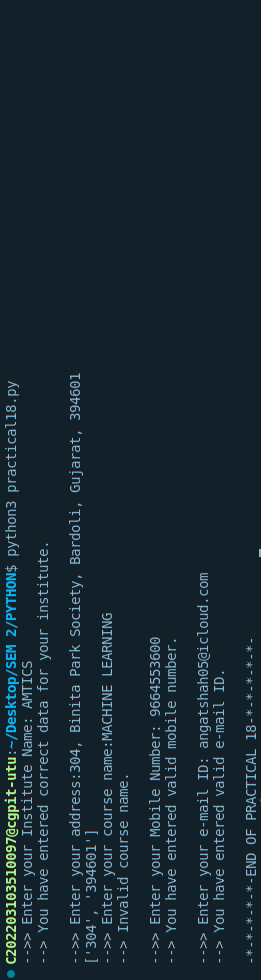 C202203103510097@cgpit-utu:~/Desktop/SEM 2/PYTHON$ python3 practical18.py
-->> Enter your Institute Name: AMTICS
--> You have entered correct data for your institute.
-->> Enter your address:304, Binita Park Society, Bardoli, Gujarat, 394601
['304', '394601']
-->> Enter your course name:MACHINE LEARNING
--> Invalid course name.
-->> Enter your Mobile Number: 9664553600
--> You have entered valid mobile number.
-->> Enter your e-mail ID: angatshah05@icloud.com
--> You have entered valid e-mail ID.
-*-*-*-*-*-END OF PRACTICAL 18-*-*-*-*-*-